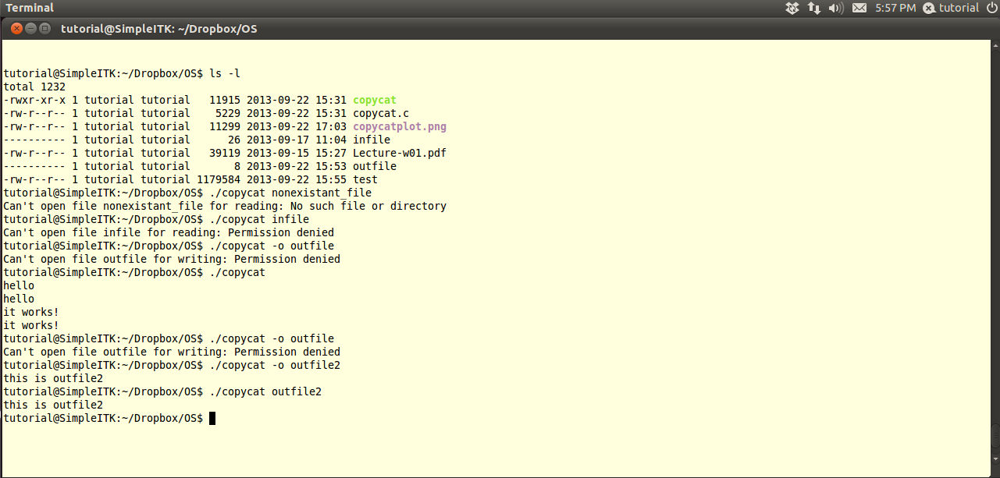 Terminal 5:57 PM tutorial
tutorial@SimpleITK: ~/Dropbox/OS
tutorial@SimpleITK:~/Dropbox/OS$ ls -l
total 1232
-rwxr-xr-x 1 tutorial tutorial   11915 2013-09-22 15:31 copycat
-rw-r--r-- 1 tutorial tutorial    5229 2013-09-22 15:31 copycat.c
-rw-r--r-- 1 tutorial tutorial   11299 2013-09-22 17:03 copycatplot.png
---------- 1 tutorial tutorial      26 2013-09-17 11:04 infile
-rw-r--r-- 1 tutorial tutorial   39119 2013-09-15 15:27 Lecture-w01.pdf
---------- 1 tutorial tutorial       8 2013-09-22 15:53 outfile
-rw-r--r-- 1 tutorial tutorial 1179584 2013-09-22 15:55 test
tutorial@SimpleITK:~/Dropbox/OS$ ./copycat nonexistant_file
Can't open file nonexistant_file for reading: No such file or directory
tutorial@SimpleITK:~/Dropbox/OS$ ./copycat infile
Can't open file infile for reading: Permission denied
tutorial@SimpleITK:~/Dropbox/OS$ ./copycat -o outfile
Can't open file outfile for writing: Permission denied
tutorial@SimpleITK:~/Dropbox/OS$ ./copycat
hello
hello
it works!
it works!
tutorial@SimpleITK:~/Dropbox/OS$ ./copycat -o outfile
Can't open file outfile for writing: Permission denied
tutorial@SimpleITK:~/Dropbox/OS$ ./copycat -o outfile2
this is outfile2
tutorial@SimpleITK:~/Dropbox/OS$ ./copycat outfile2
this is outfile2
tutorial@SimpleITK:~/Dropbox/OS$